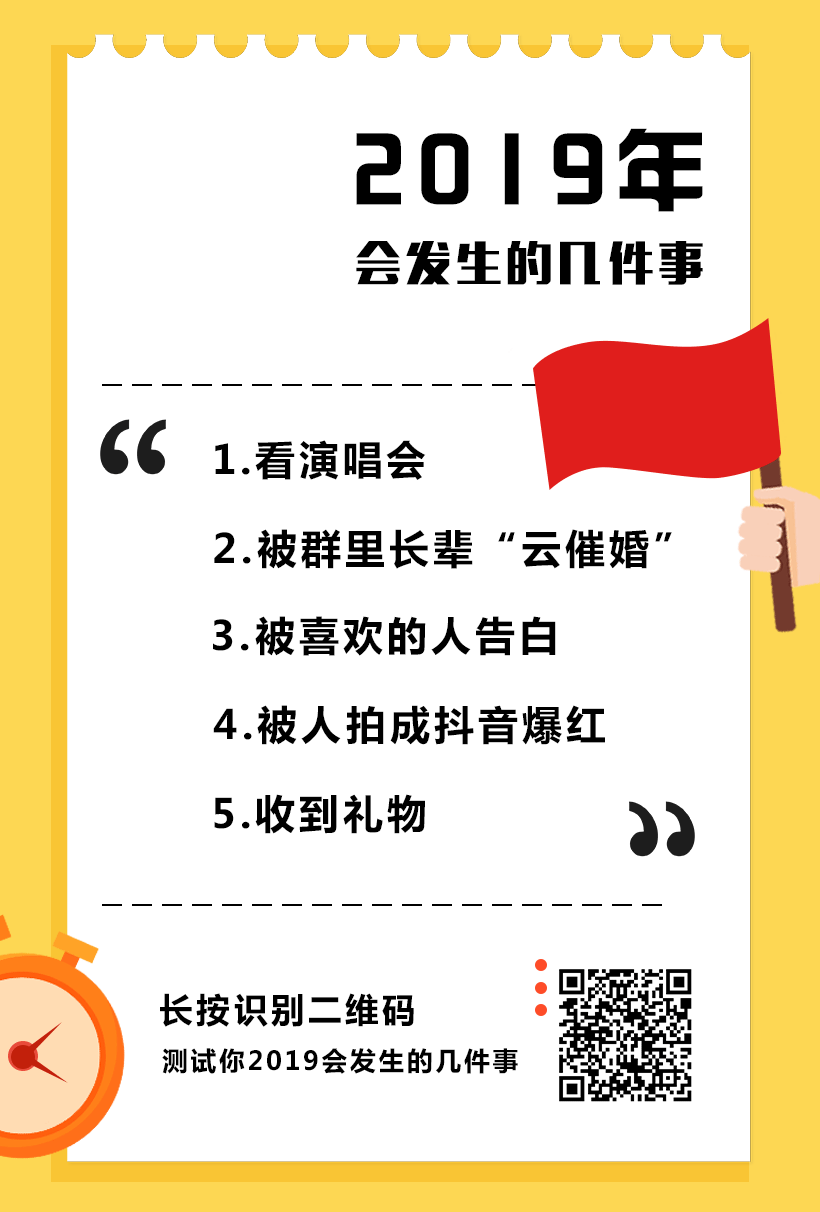 2019年
会发生的几件事
1.看演唱会
2.被群里长辈“云催婚”
3.被喜欢的人告白
4.被人拍成抖音爆红
5.收到礼物
长按识别二维码
测试你2019会发生的几件事